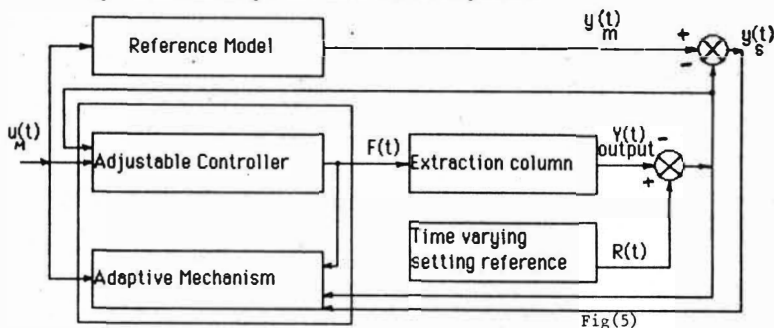 Reference Model
y(t)
m
+
-
y(t)
s
u(t)
M
Adjustable Controller
F(t)
Extraction column
Y(t)
output
-
+
Time varying
setting reference
R(t)
Adaptive Mechanism
Fig(5)